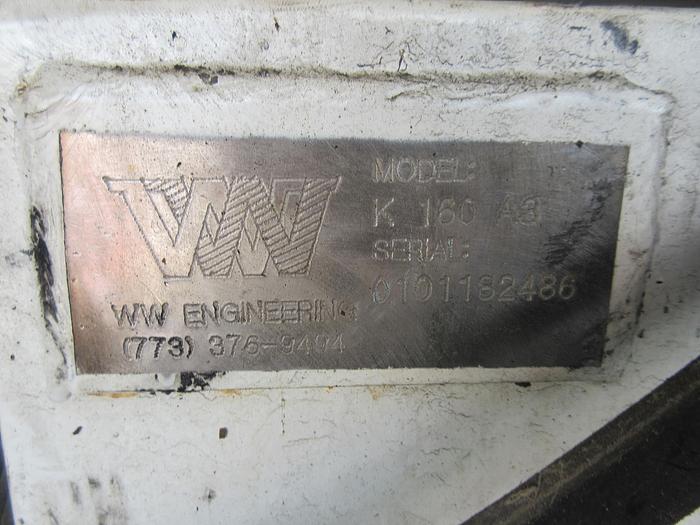 WW
WW ENGINEERING
(773) 376-9494
MODEL:
K 160 A3
SERIAL:
0101182486